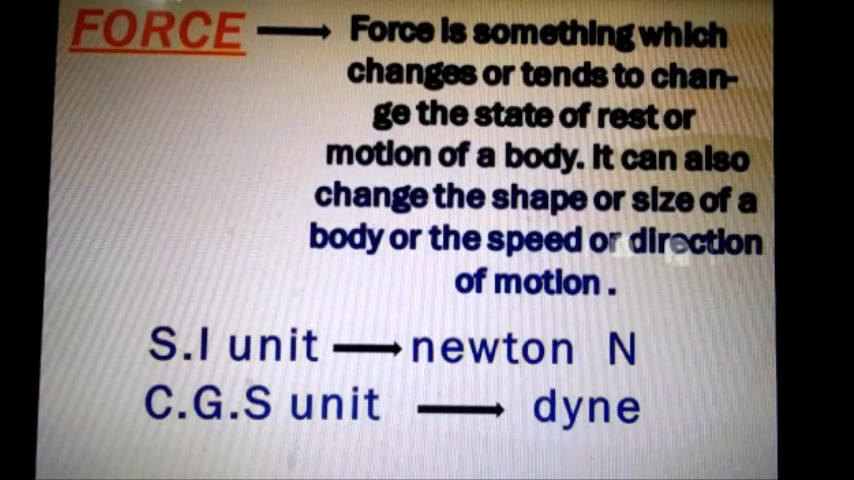 FORCE → Force is something which
changes or tends to chan-
ge the state of rest or
motion of a body. It can also
change the shape or size of a
body or the speed or direction
of motion .
S.I unit → newton N
C.G.S unit → dyne